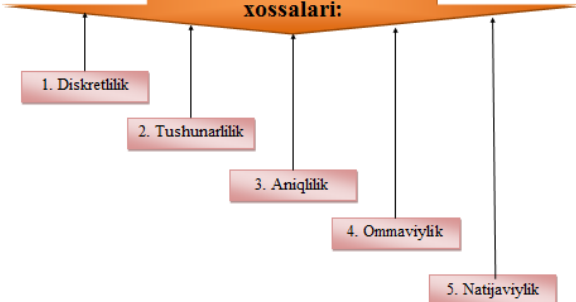 xossalari:
1. Diskretlilik
2. Tushunarlilik
3. Aniqlilik
4. Ommaviylik
5. Natijaviylik